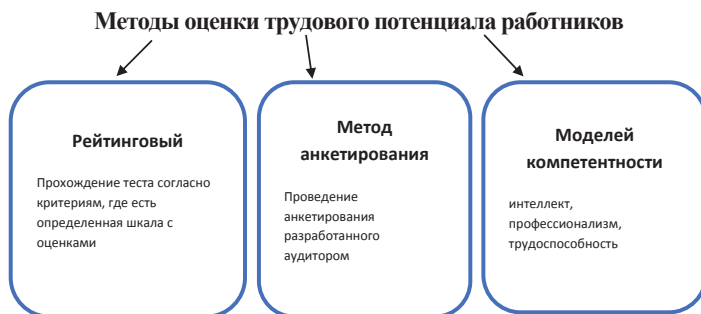 Методы оценки трудового потенциала работников
Рейтинговый
Прохождение теста согласно
критериям, где есть
определенная шкала с
оценками
Метод
анкетирования
Проведение
анкетирования
разработанного
аудитором
Моделей
компетентности
интеллект,
профессионализм,
трудоспособность